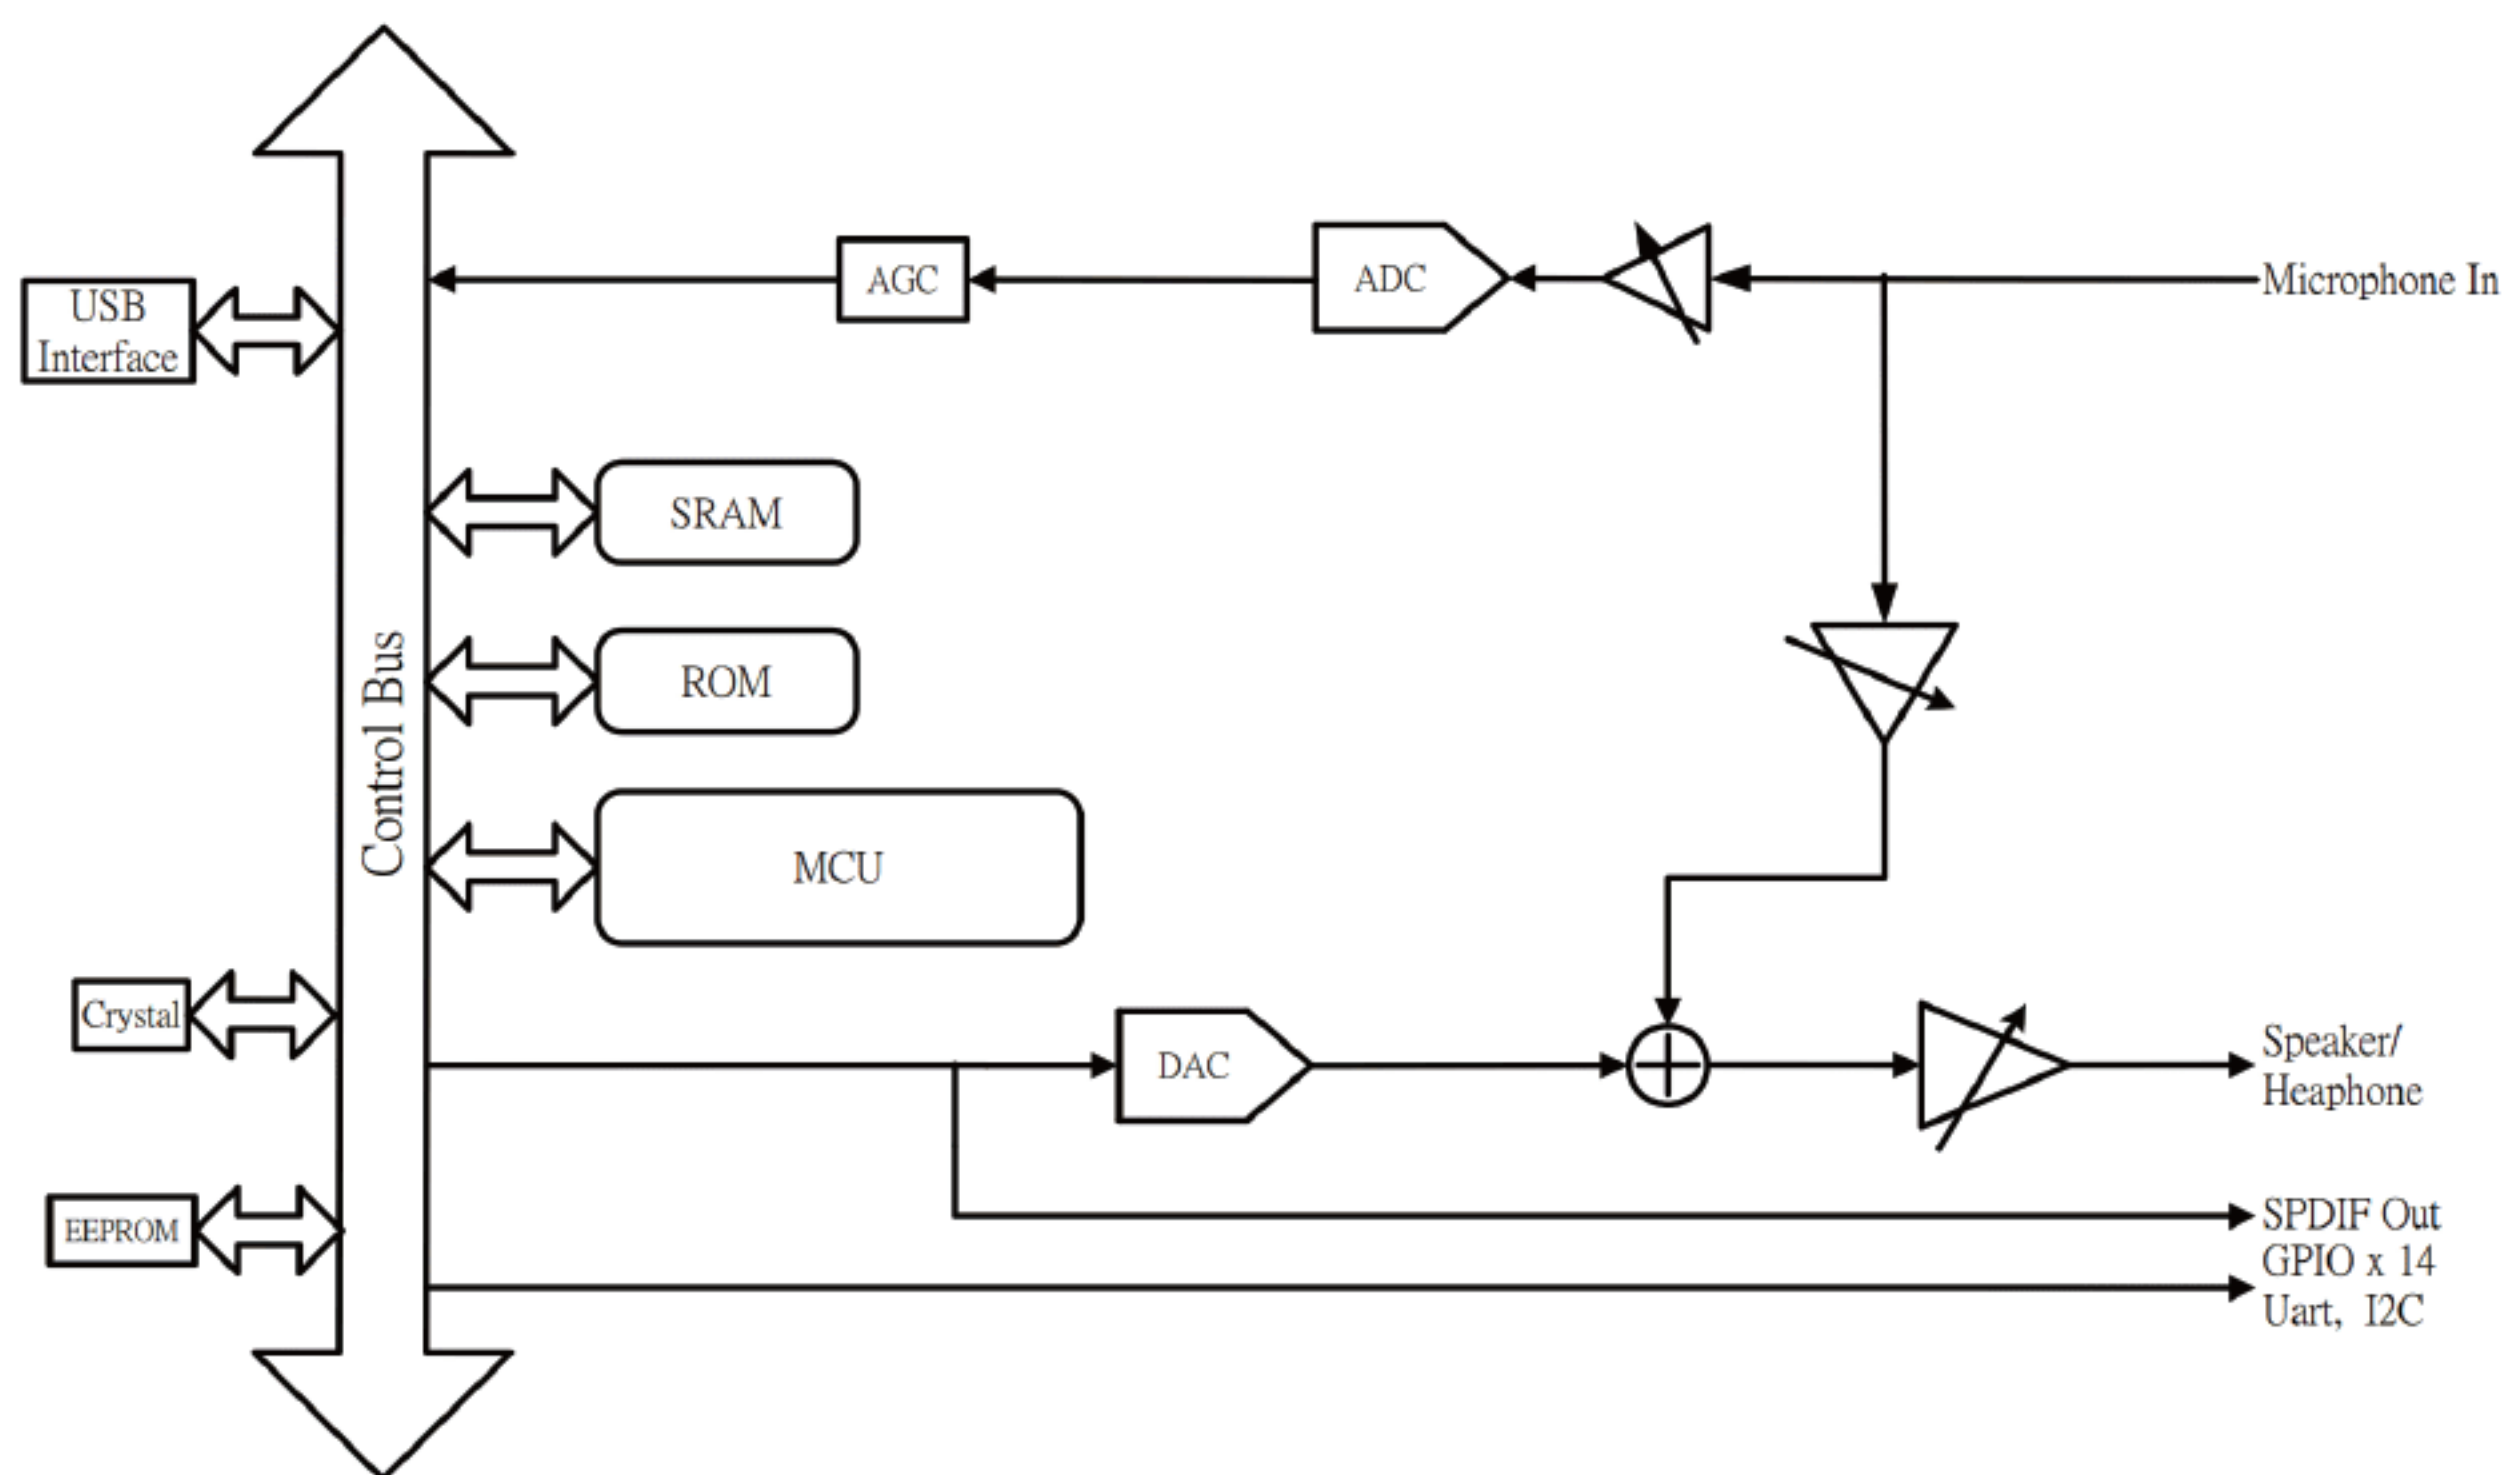 AGC
ADC
Microphone In
USB
Interface
SRAM
ROM
Control Bus
MCU
Crystal
DAC
Speaker/
Heaphone
EEPROM
SPDIF Out
GPIO x 14
Uart, I2C